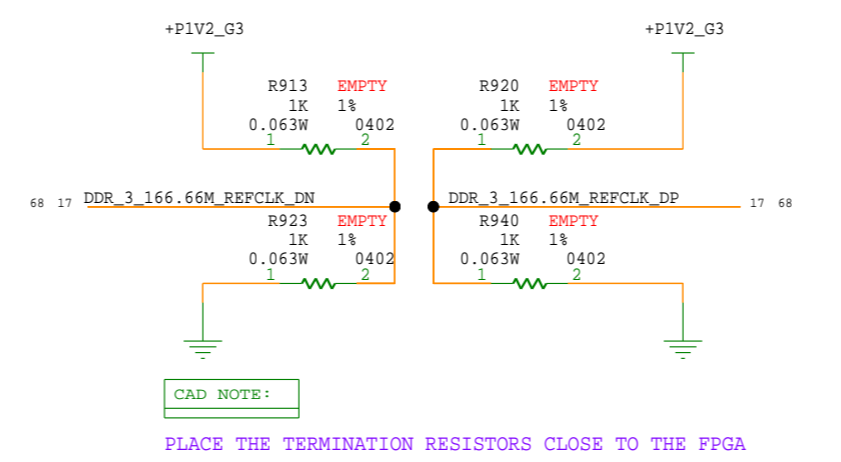 +P1V2_G3 +P1V2_G3
R913 EMPTY R920 EMPTY
1K 1% 1K 1%
0.063W 0402 0.063W 0402
1 2 1 2
68 17 DDR_3_166.66M_REFCLK_DN DDR_3_166.66M_REFCLK_DP 17 68
R923 EMPTY R940 EMPTY
1K 1% 1K 1%
0.063W 0402 0.063W 0402
1 2 1 2
CAD NOTE:
PLACE THE TERMINATION RESISTORS CLOSE TO THE FPGA